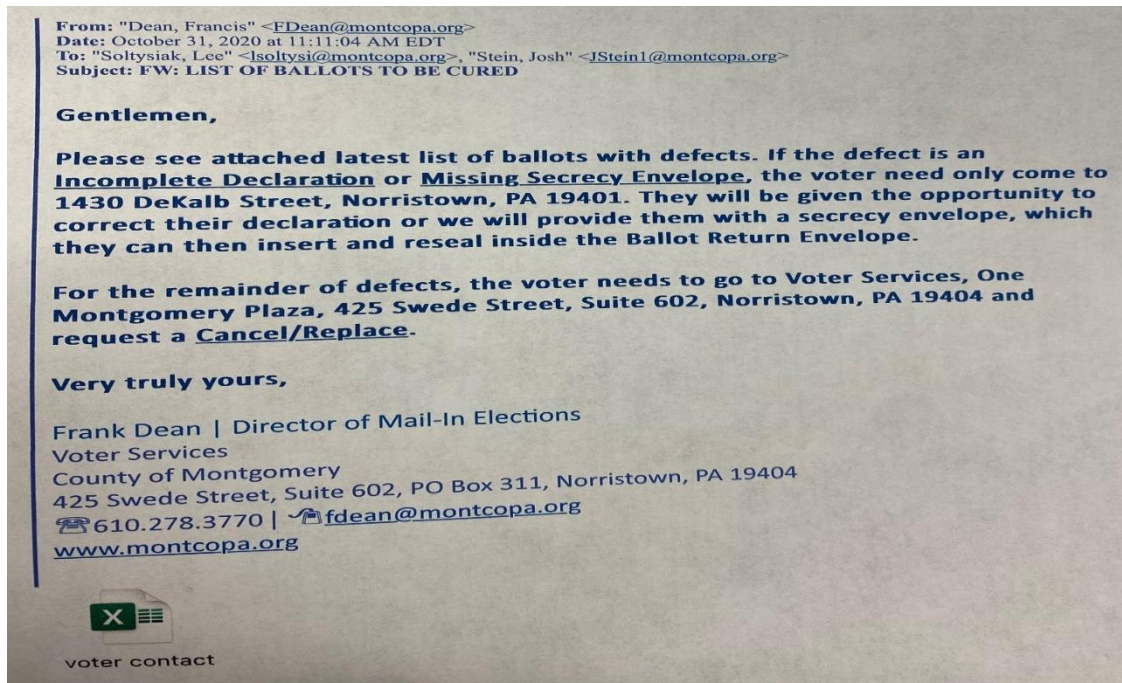 From: "Dean, Francis" <FDean@montcopa.org>
Date: October 31, 2020 at 11:11:04 AM EDT
To: "Soltysiak, Lee" <lsoltysi@montcopa.org>, "Stein, Josh" <JStein1@montcopa.org>
Subject: FW: LIST OF BALLOTS TO BE CURED
Gentlemen,
Please see attached latest list of ballots with defects. If the defect is an
Incomplete Declaration or Missing Secrecy Envelope, the voter need only come to
1430 DeKalb Street, Norristown, PA 19401. They will be given the opportunity to
correct their declaration or we will provide them with a secrecy envelope, which
they can then insert and reseal inside the Ballot Return Envelope.
For the remainder of defects, the voter needs to go to Voter Services, One
Montgomery Plaza, 425 Swede Street, Suite 602, Norristown, PA 19404 and
request a Cancel/Replace.
Very truly yours,
Frank Dean | Director of Mail-In Elections
Voter Services
County of Montgomery
425 Swede Street, Suite 602, PO Box 311, Norristown, PA 19404
☎610.278.3770 | fdean@montcopa.org
www.montcopa.org
X
voter contact